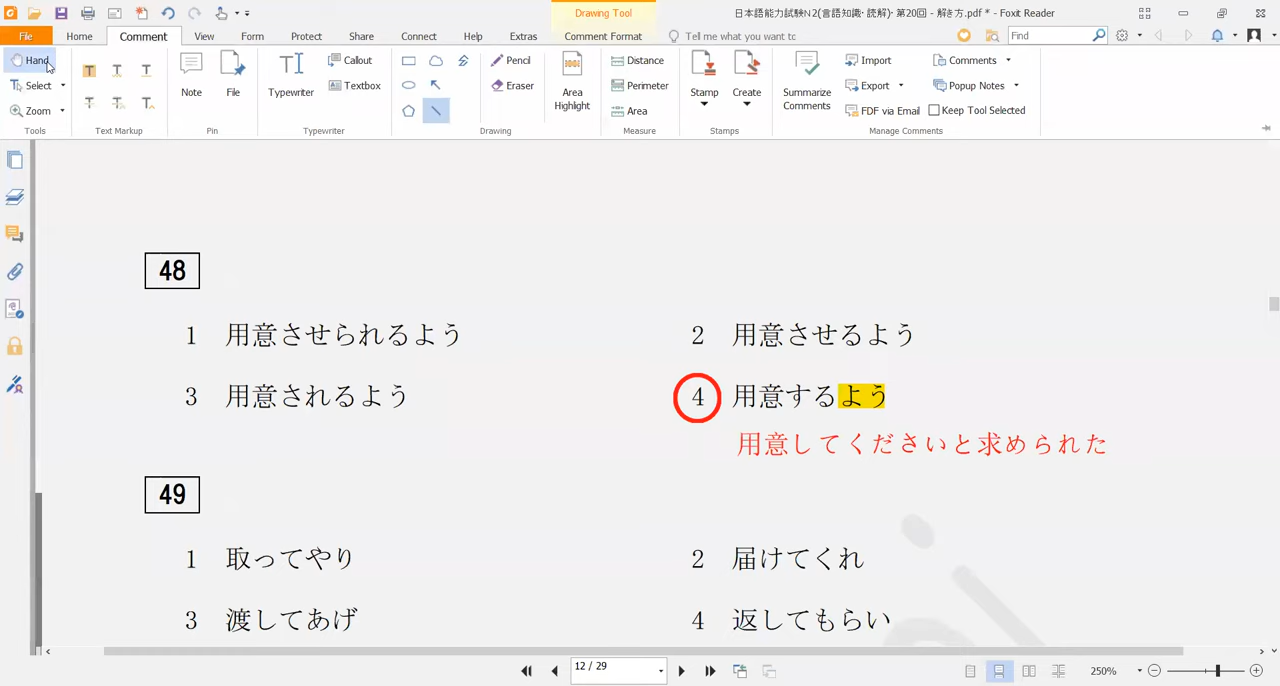 Drawing Tool
日本語能力試験N2(言語知識・読解)・第20回 - 解き方.pdf * - Foxit Reader
File Home Comment View Form Protect Share Connect Help Extras Comment Format Tell me what you want tc Find
Hand Select Zoom
Tools
Text Markup
Note File
Pin
Typewriter Callout Textbox
Typewriter
Pencil Eraser
Drawing
Area Highlight
Distance Perimeter Area
Measure
Stamp Create
Stamps
Summarize Comments
Import Export FDF via Email
Comments Popup Notes Keep Tool Selected
Manage Comments
48
1 用意させられるよう 2 用意させるよう
3 用意されるよう 4 用意するよう
用意してくださいと求められた
49
1 取ってやり 2 届けてくれ
3 渡してあげ 4 返してもらい
12 / 29
250%